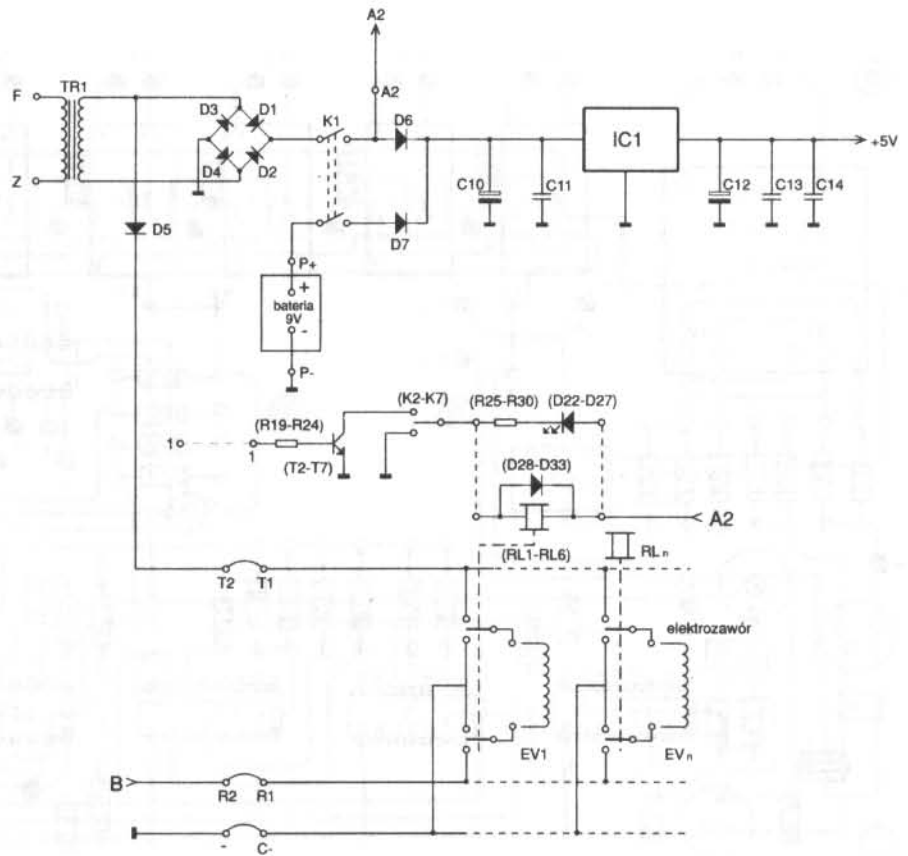 A2
TR1
F
A2
D3
D1
K1
D6
IC1
+5V
D4
D2
C10
C11
C12
C13
C14
Z
D5
D7
P+
+
bateria
9V
-
P-
(K2-K7)
(R25-R30)
(D22-D27)
(R19-R24)
1
1
(T2-T7)
(D28-D33)
A2
(RL1-RL6)
RLn
T2
T1
elektrozawór
EV1
EVn
B
R2
R1
-
C-